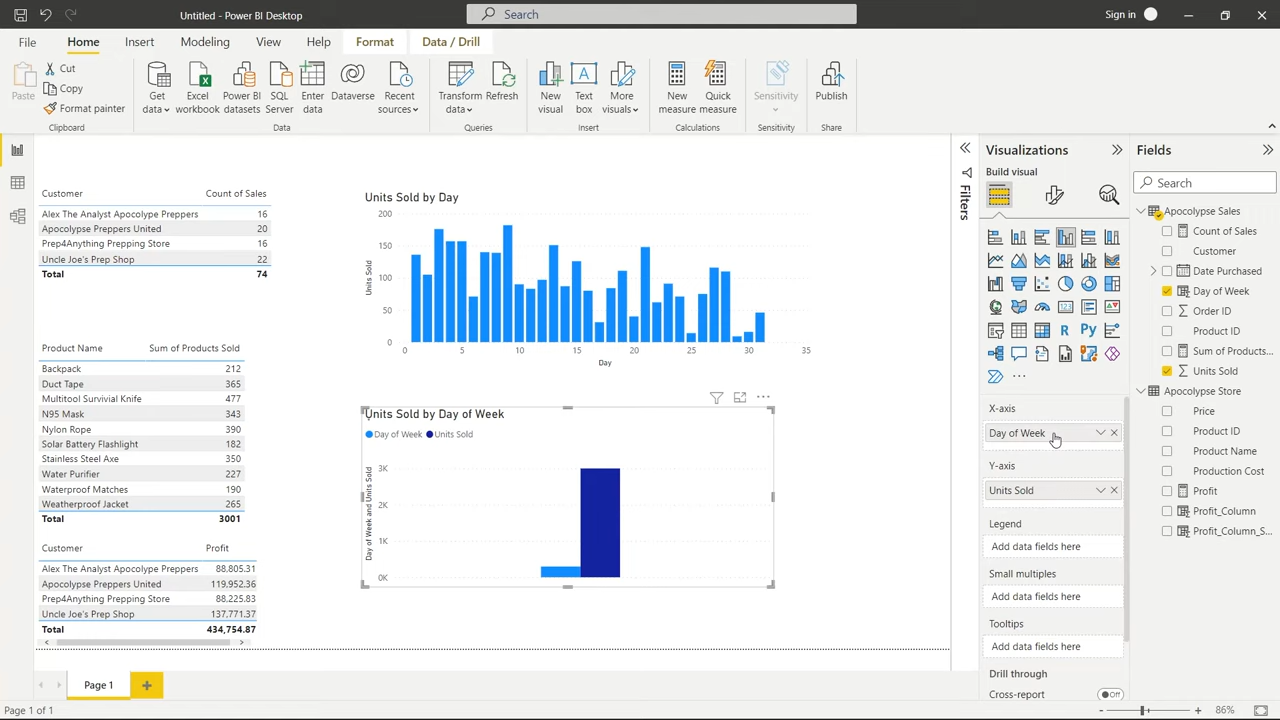 Untitled - Power BI Desktop
Search
Sign in
File
Home
Insert
Modeling
View
Help
Format
Data / Drill
Paste
Cut
Copy
Format painter
Clipboard
Get data
Excel workbook
Power BI datasets
SQL Server
Enter data
Dataverse
Recent sources
Data
Transform data
Refresh
Queries
New visual
Text box
More visuals
Insert
New measure
Quick measure
Calculations
Sensitivity
Sensitivity
Publish
Share
Customer Count of Sales
Alex The Analyst Apocolype Preppers 16
Apocolypse Preppers United 20
Prep4Anything Prepping Store 16
Uncle Joe's Prep Shop 22
Total 74
Product Name Sum of Products Sold
Backpack 212
Duct Tape 365
Multitool Survivial Knife 477
N95 Mask 343
Nylon Rope 390
Solar Battery Flashlight 182
Stainless Steel Axe 350
Water Purifier 227
Waterproof Matches 190
Weatherproof Jacket 265
Total 3001
Customer Profit
Alex The Analyst Apocolype Preppers 88,805.31
Apocolypse Preppers United 119,952.36
Prep4Anything Prepping Store 88,225.83
Uncle Joe's Prep Shop 137,771.37
Total 434,754.87
Units Sold by Day
200
150
100
50
0
Units Sold
0 5 10 15 20 25 30 35
Day
Units Sold by Day of Week
Day of Week Units Sold
3K
2K
1K
0K
Day of Week and Units Sold
Filters
Visualizations
Build visual
R
Py
123
X-axis
Day of Week
Y-axis
Units Sold
Legend
Add data fields here
Small multiples
Add data fields here
Tooltips
Add data fields here
Drill through
Cross-report
Off
Fields
Search
Apocolypse Sales
Count of Sales
Customer
Date Purchased
Day of Week
Order ID
Product ID
Sum of Products...
Units Sold
Apocolypse Store
Price
Product ID
Product Name
Production Cost
Profit
Profit_Column
Profit_Column_S...
Page 1
Page 1 of 1
86%